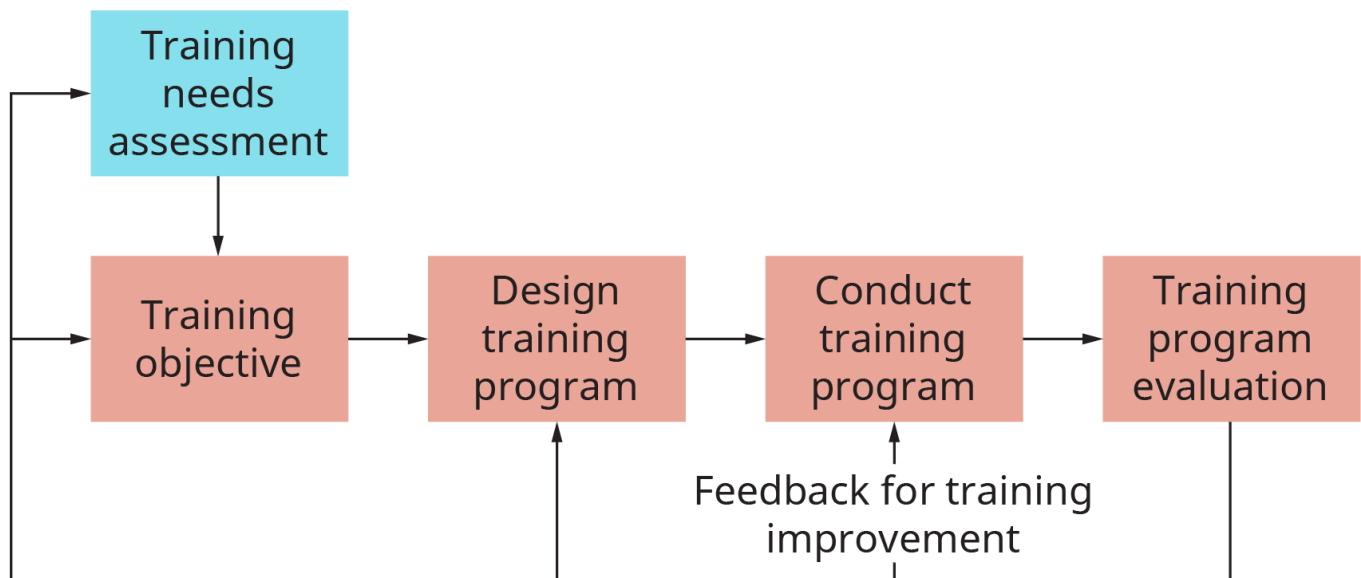 Training
needs
assessment
Training
objective
Design
training
program
Conduct
training
program
Training
program
evaluation
Feedback for training
improvement